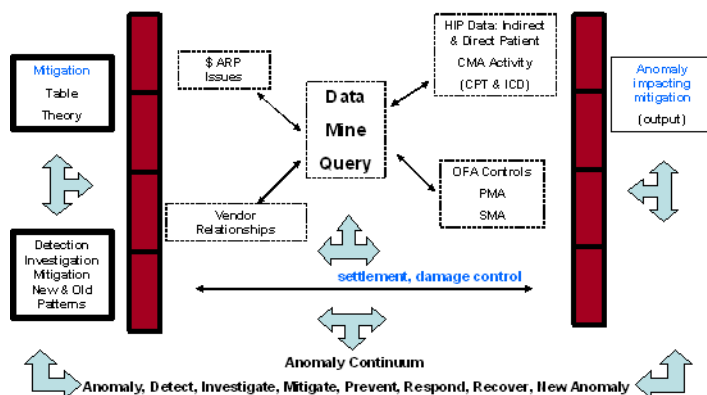 Mitigation
Table
Theory
$ ARP
Issues
Data
Mine
Query
HIP Data: Indirect
& Direct Patient
CMA Activity
(CPT & ICD)
Anomaly
impacting
mitigation
(output)
Vendor
Relationships
OFA Controls
PMA
SMA
Detection
Investigation
Mitigation
New & Old
Patterns
settlement, damage control
Anomaly Continuum
Anomaly, Detect, Investigate, Mitigate, Prevent, Respond, Recover, New Anomaly